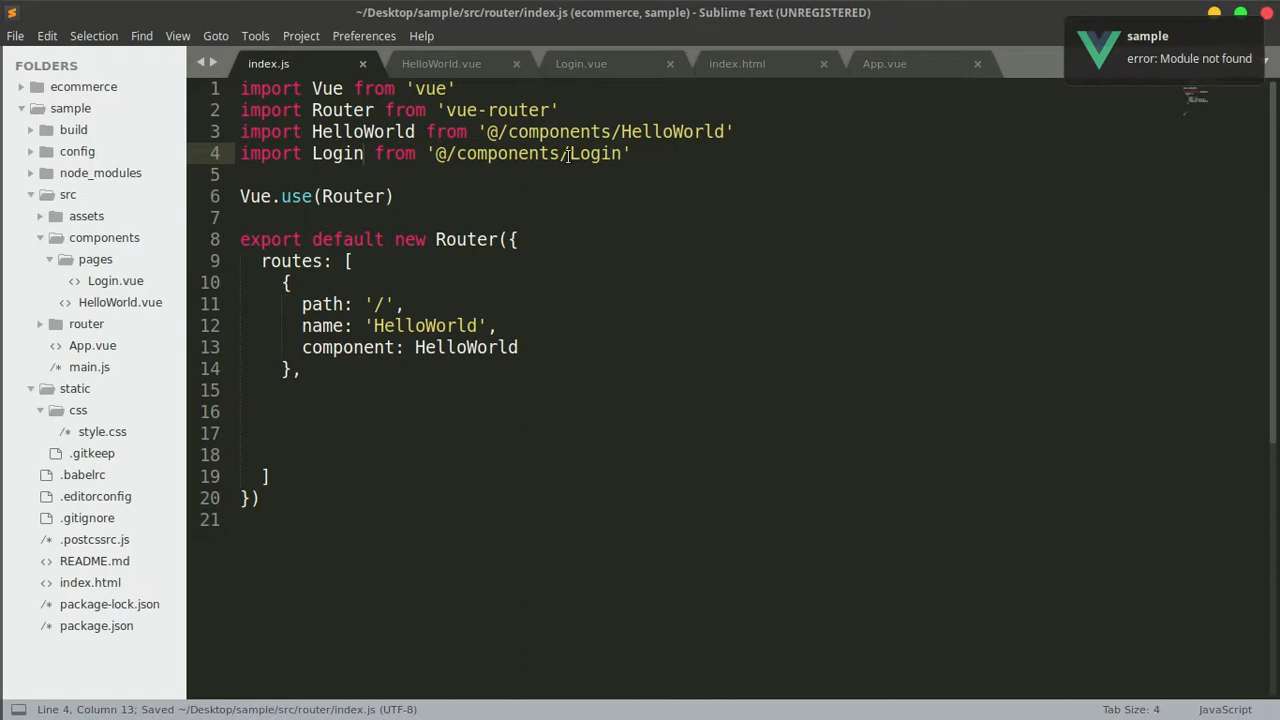 ~/Desktop/sample/src/router/index.js (ecommerce, sample) - Sublime Text (UNREGISTERED)
File Edit Selection Find View Goto Tools Project Preferences Help
sample
error: Module not found
index.js × HelloWorld.vue × Login.vue × index.html × App.vue ×
FOLDERS
ecommerce
sample
build
config
node_modules
src
assets
components
pages
<> Login.vue
<> HelloWorld.vue
router
<> App.vue
/* main.js
static
css
/* style.css
.gitkeep
.babelrc
.editorconfig
.gitignore
/* .postcssrc.js
<> README.md
<> index.html
/* package-lock.json
/* package.json
1 import Vue from 'vue'
2 import Router from 'vue-router'
3 import HelloWorld from '@/components/HelloWorld'
4 import Login from '@/components/Login'
5
6 Vue.use(Router)
7
8 export default new Router({
9 routes: [
10 {
11 path: '/',
12 name: 'HelloWorld',
13 component: HelloWorld
14 },
15
16
17
18
19 ]
20 })
21
Line 4, Column 13; Saved ~/Desktop/sample/src/router/index.js (UTF-8) Tab Size: 4 JavaScript